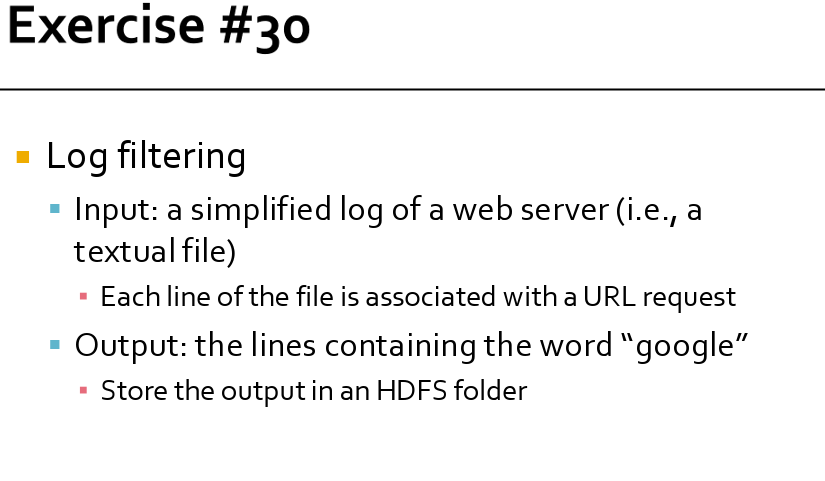 Exercise #30
Log filtering
Input: a simplified log of a web server (i.e., a
textual file)
Each line of the file is associated with a URL request
Output: the lines containing the word “google”
Store the output in an HDFS folder